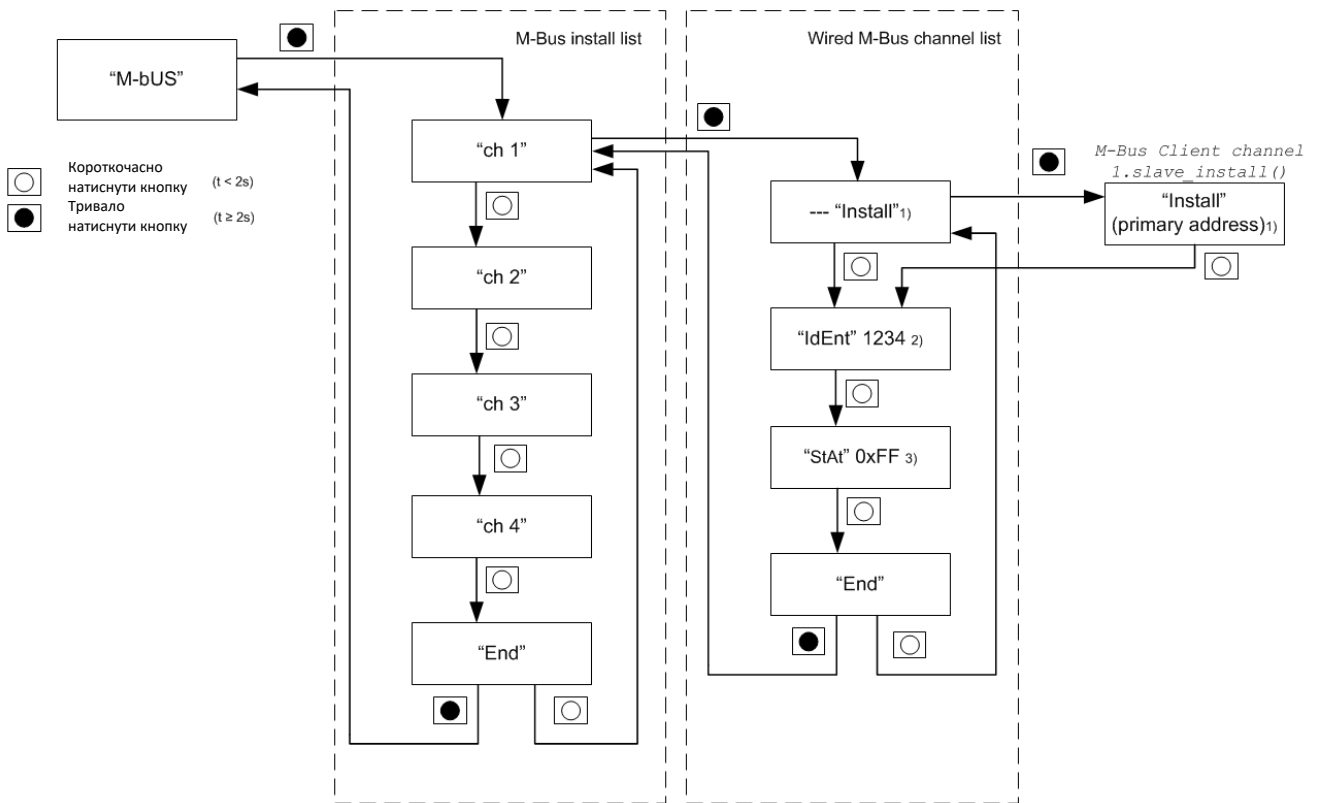 M-Bus install list
Wired M-Bus channel list
“M-bUS”
“ch 1”
Короткочасно
натиснути кнопку (t < 2s)
Тривало
натиснути кнопку (t ≥ 2s)
M-Bus Client channel
1.slave_install()
“Install”
(primary address)1)
--- “Install”1)
“ch 2”
“IdEnt” 1234 2)
“ch 3”
“StAt” 0xFF 3)
“ch 4”
“End”
“End”